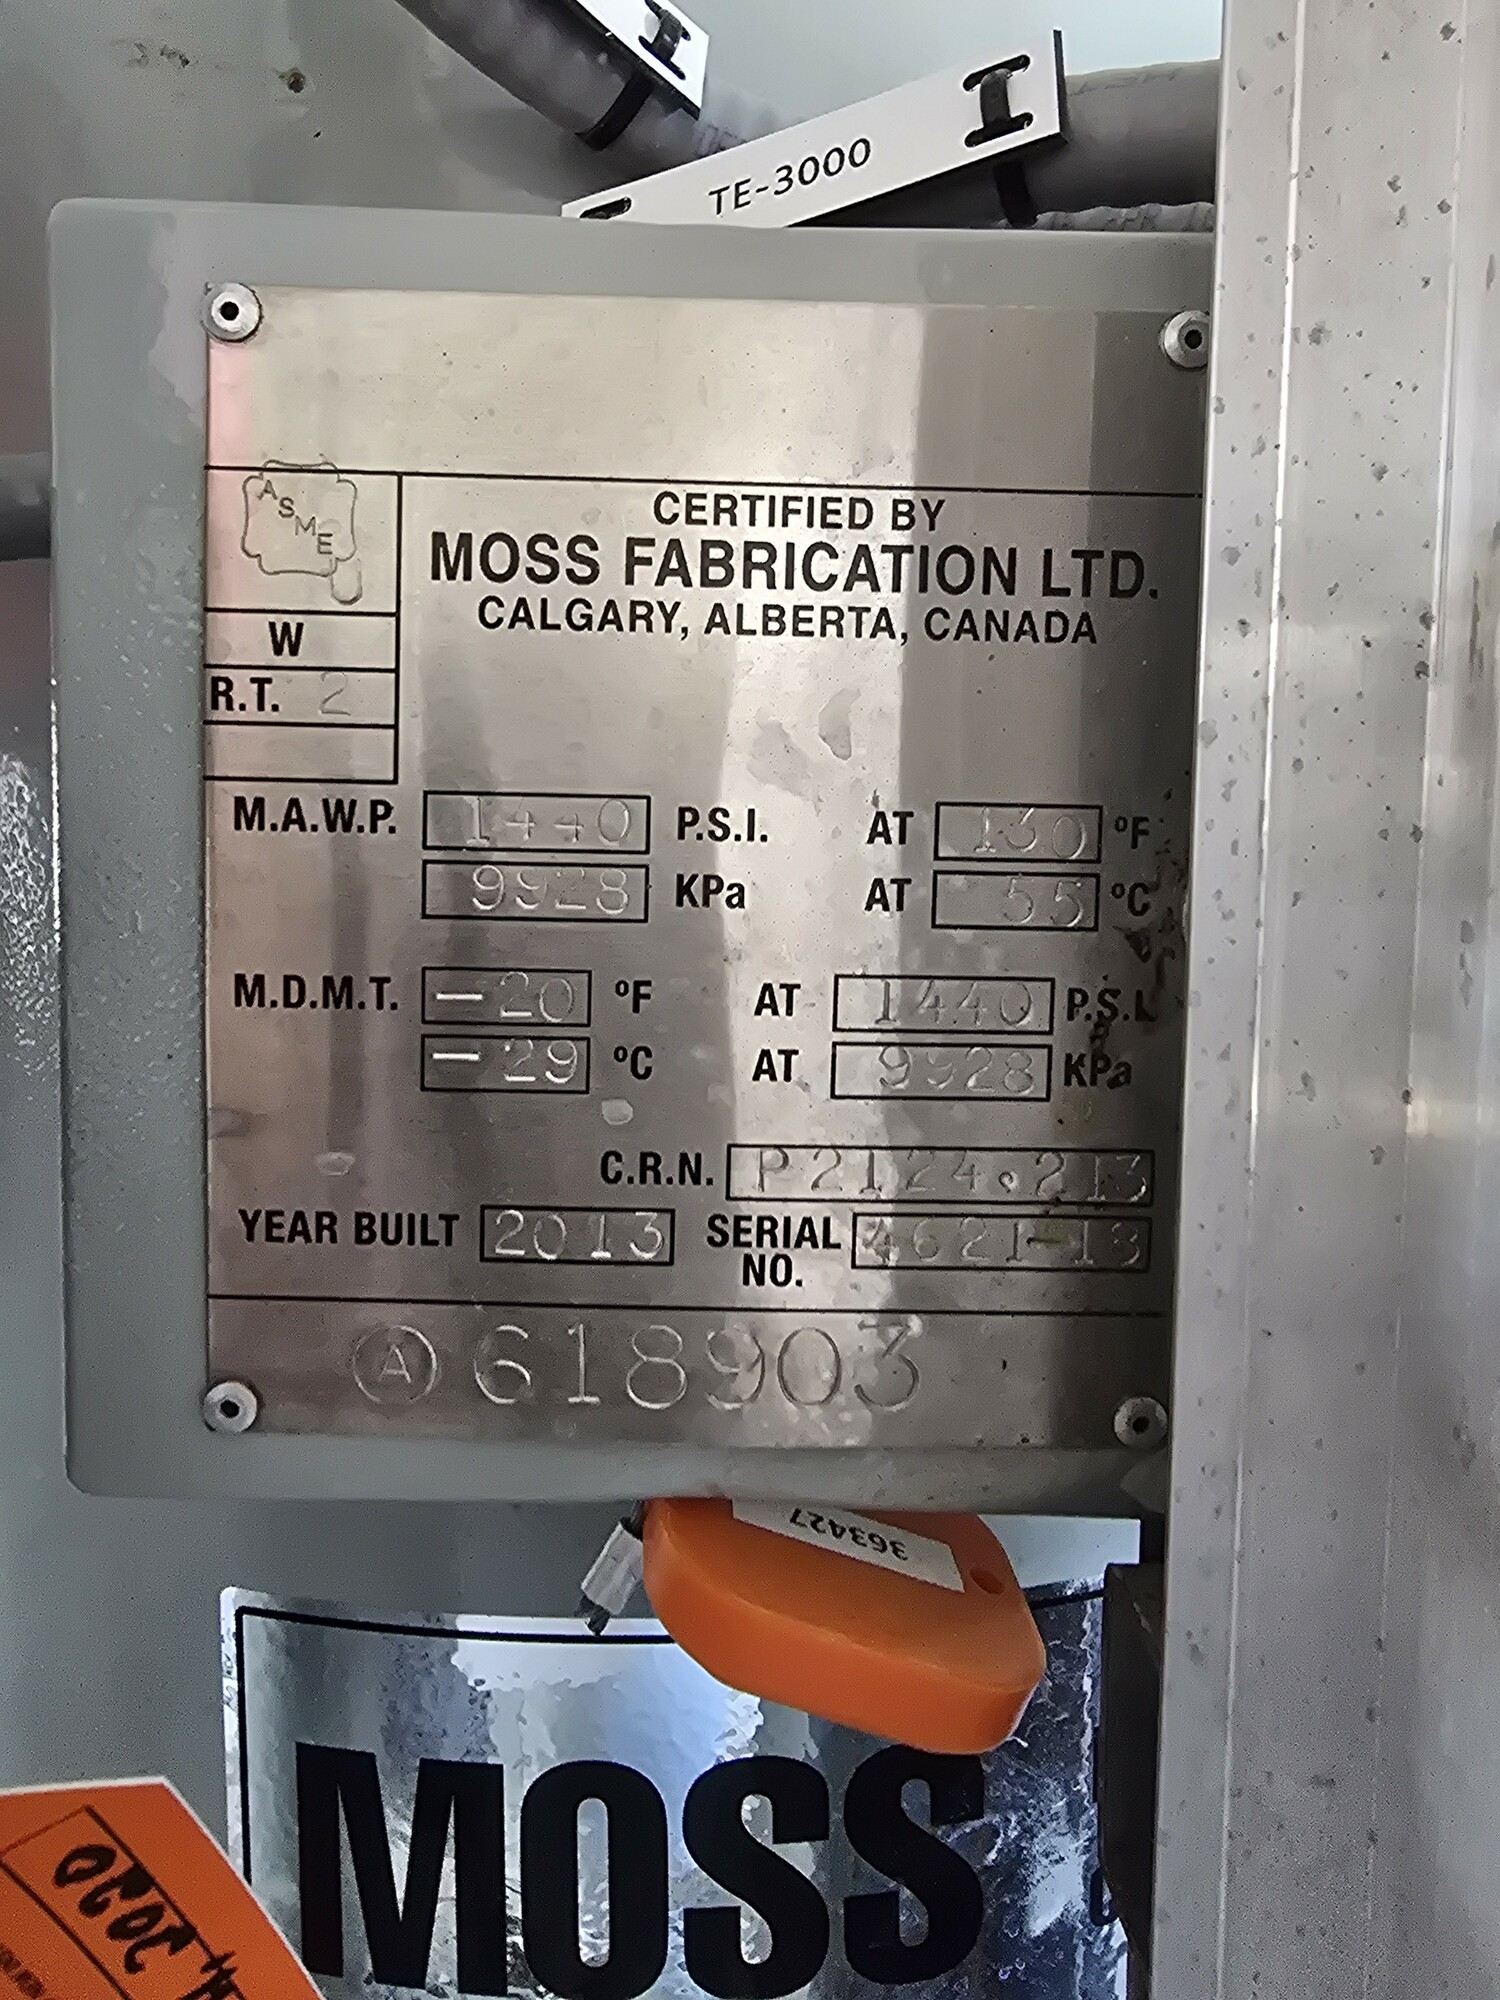 TE-3000
ASME
CERTIFIED BY
MOSS FABRICATION LTD.
CALGARY, ALBERTA, CANADA
W
R.T. 2
M.A.W.P. 1440 P.S.I. AT 130 °F
9928 KPa AT 55 °C
M.D.M.T. -20 °F AT 1440 P.S.I.
-29 °C AT 9928 KPa
C.R.N. P2124.213
YEAR BUILT 2013 SERIAL NO. 4621-18
A 618903
363427
MOSS